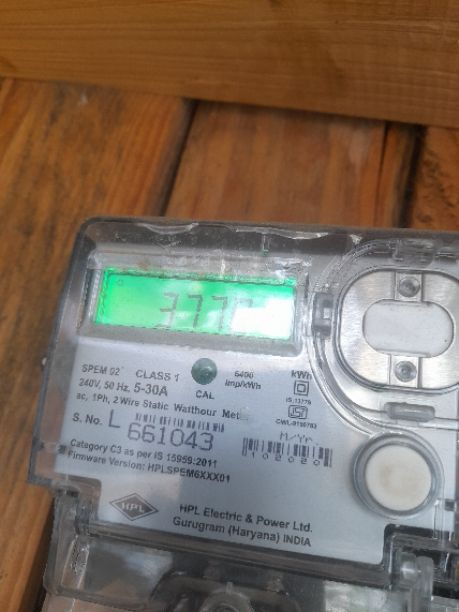 SPEM 02
CLASS 1
6400
imp/kWh
kWh
240V, 50 Hz, 5-30A
CAL
IS 13779
ac, 1Ph, 2 Wire Static Watthour Meter
S. No. L 661043
M/Yr
102020
Category C3 as per IS 15959:2011
Firmware Version: HPLSPEM6XXX01
HPL
HPL Electric & Power Ltd.
Gurugram (Haryana) INDIA